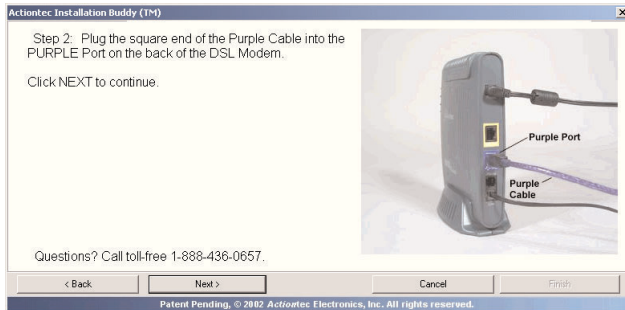 Actiontec Installation Buddy (TM)
Step 2: Plug the square end of the Purple Cable into the
PURPLE Port on the back of the DSL Modem.
Click NEXT to continue.
Purple Port
Purple
Cable
Questions? Call toll-free 1-888-436-0657.
< Back
Next >
Cancel
Finish
Patent Pending, © 2002 Actiontec Electronics, Inc. All rights reserved.